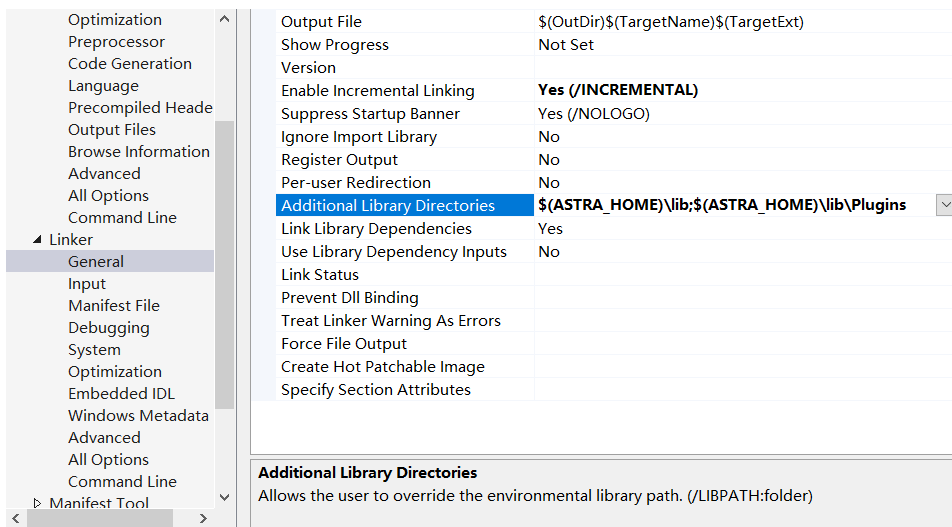 Optimization
Preprocessor
Code Generation
Language
Precompiled Heade
Output Files
Browse Information
Advanced
All Options
Command Line
Linker
General
Input
Manifest File
Debugging
System
Optimization
Embedded IDL
Windows Metadata
Advanced
All Options
Command Line
Manifest Tool
Output File $(OutDir)$(TargetName)$(TargetExt)
Show Progress Not Set
Version
Enable Incremental Linking Yes (/INCREMENTAL)
Suppress Startup Banner Yes (/NOLOGO)
Ignore Import Library No
Register Output No
Per-user Redirection No
Additional Library Directories $(ASTRA_HOME)\lib;$(ASTRA_HOME)\lib\Plugins
Link Library Dependencies Yes
Use Library Dependency Inputs No
Link Status
Prevent Dll Binding
Treat Linker Warning As Errors
Force File Output
Create Hot Patchable Image
Specify Section Attributes
Additional Library Directories
Allows the user to override the environmental library path. (/LIBPATH:folder)